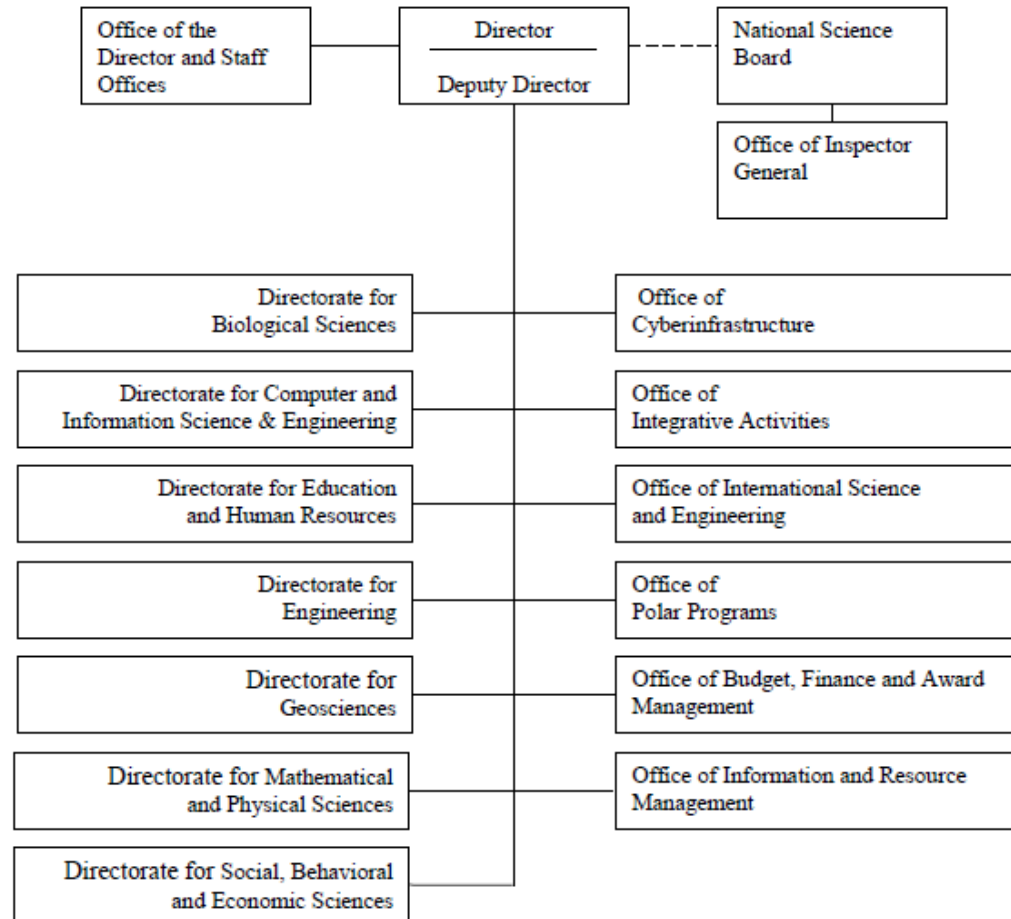 Office of the
Director and Staff
Offices
Director
Deputy Director
National Science
Board
Office of Inspector
General
Directorate for
Biological Sciences
Office of
Cyberinfrastructure
Directorate for Computer and
Information Science & Engineering
Office of
Integrative Activities
Directorate for Education
and Human Resources
Office of International Science
and Engineering
Directorate for
Engineering
Office of
Polar Programs
Directorate for
Geosciences
Office of Budget, Finance and Award
Management
Directorate for Mathematical
and Physical Sciences
Office of Information and Resource
Management
Directorate for Social, Behavioral
and Economic Sciences